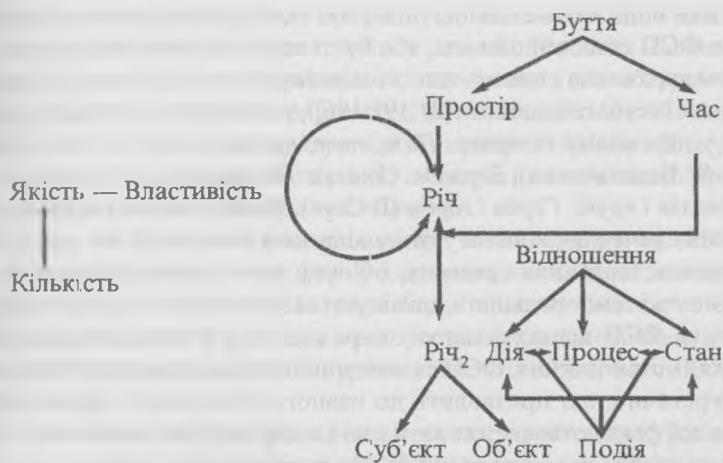 Буття
Простір Час
Якість — Властивість
Річ
Відношення
Кількість
Річ₂ Дія Процес Стан
Суб'єкт Об'єкт Подія